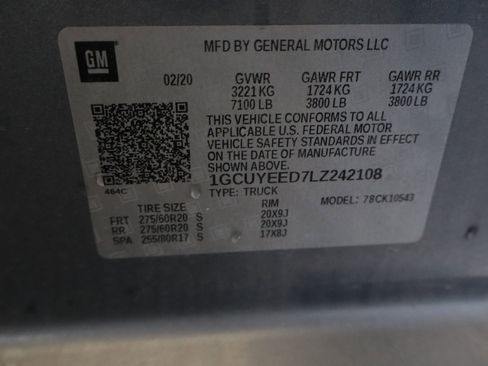 GM
MFD BY GENERAL MOTORS LLC
02/20 GVWR GAWR FRT GAWR RR
3221 KG 1724 KG 1724 KG
7100 LB 3800 LB 3800 LB
THIS VEHICLE CONFORMS TO ALL
APPLICABLE U.S. FEDERAL MOTOR
VEHICLE SAFETY STANDARDS IN EFFECT
ON THE DATE OF MANUFACTURE
SHOWN ABOVE.
484C 1GCUYEED7LZ242108
TYPE: TRUCK MODEL: 78CK10543
TIRE SIZE RIM
FRT 275/60R20 S 20X9J
RR 275/60R20 S 20X9J
SPA 255/80R17 S 17X8J